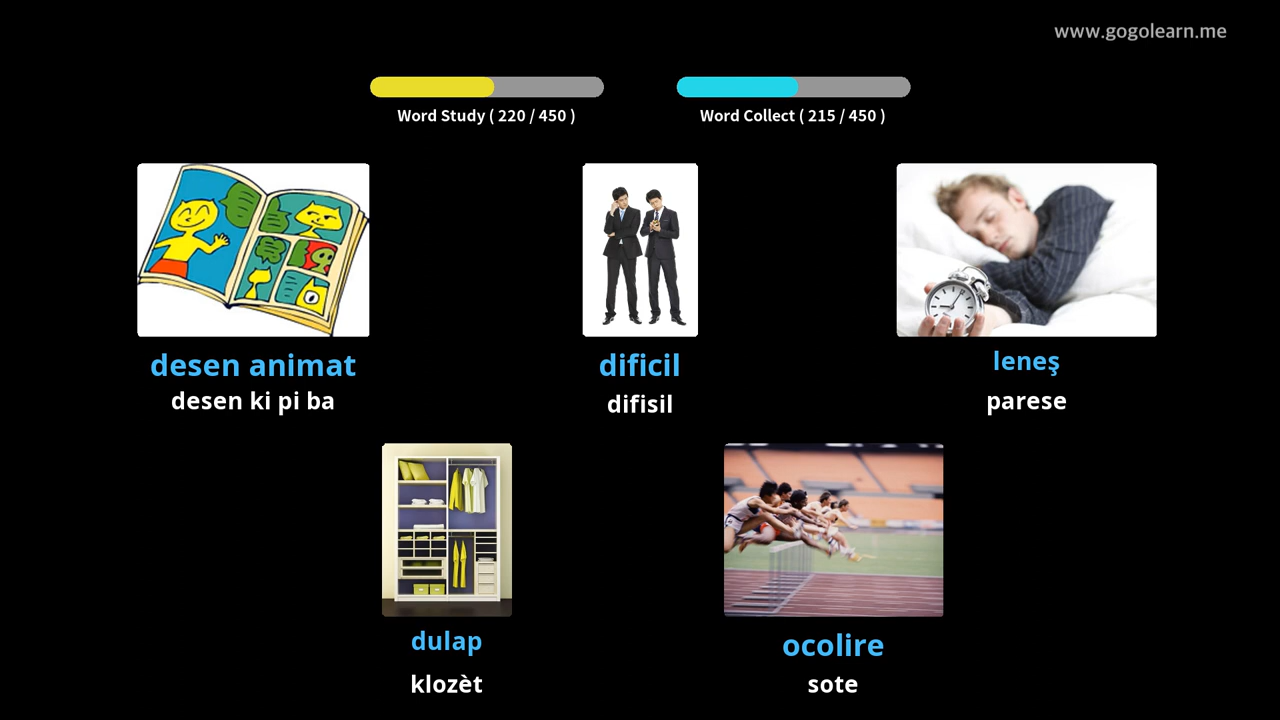 www.gogolearn.me
Word Study ( 220 / 450 )
Word Collect ( 215 / 450 )
desen animat
desen ki pi ba
dificil
difisil
leneş
parese
dulap
klozèt
ocolire
sote